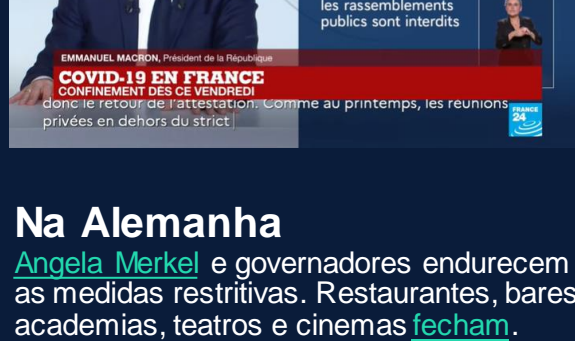 les rassemblements
publics sont interdits
EMMANUEL MACRON, Président de la République
COVID-19 EN FRANCE
CONFINEMENT DÈS CE VENDREDI
donc le retour de l'attestation. Comme au printemps, les réunions
privées en dehors du strict
FRANCE
24
Na Alemanha
Angela Merkel e governadores endurecem
as medidas restritivas. Restaurantes, bares
academias, teatros e cinemas fecham.